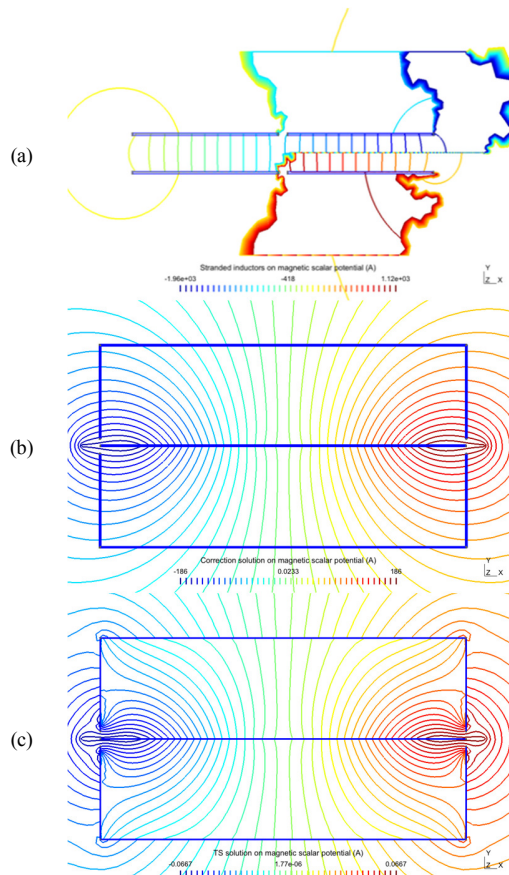 (a)
Stranded inductors on magnetic scalar potential (A)
-1.96e+03 -418 1.12e+03
Y
Z X
(b)
Correction solution on magnetic scalar potential (A)
-186 0.0233 186
Y
Z X
(c)
TS solution on magnetic scalar potential (A)
-0.0667 1.77e-06 0.0667
Y
Z X